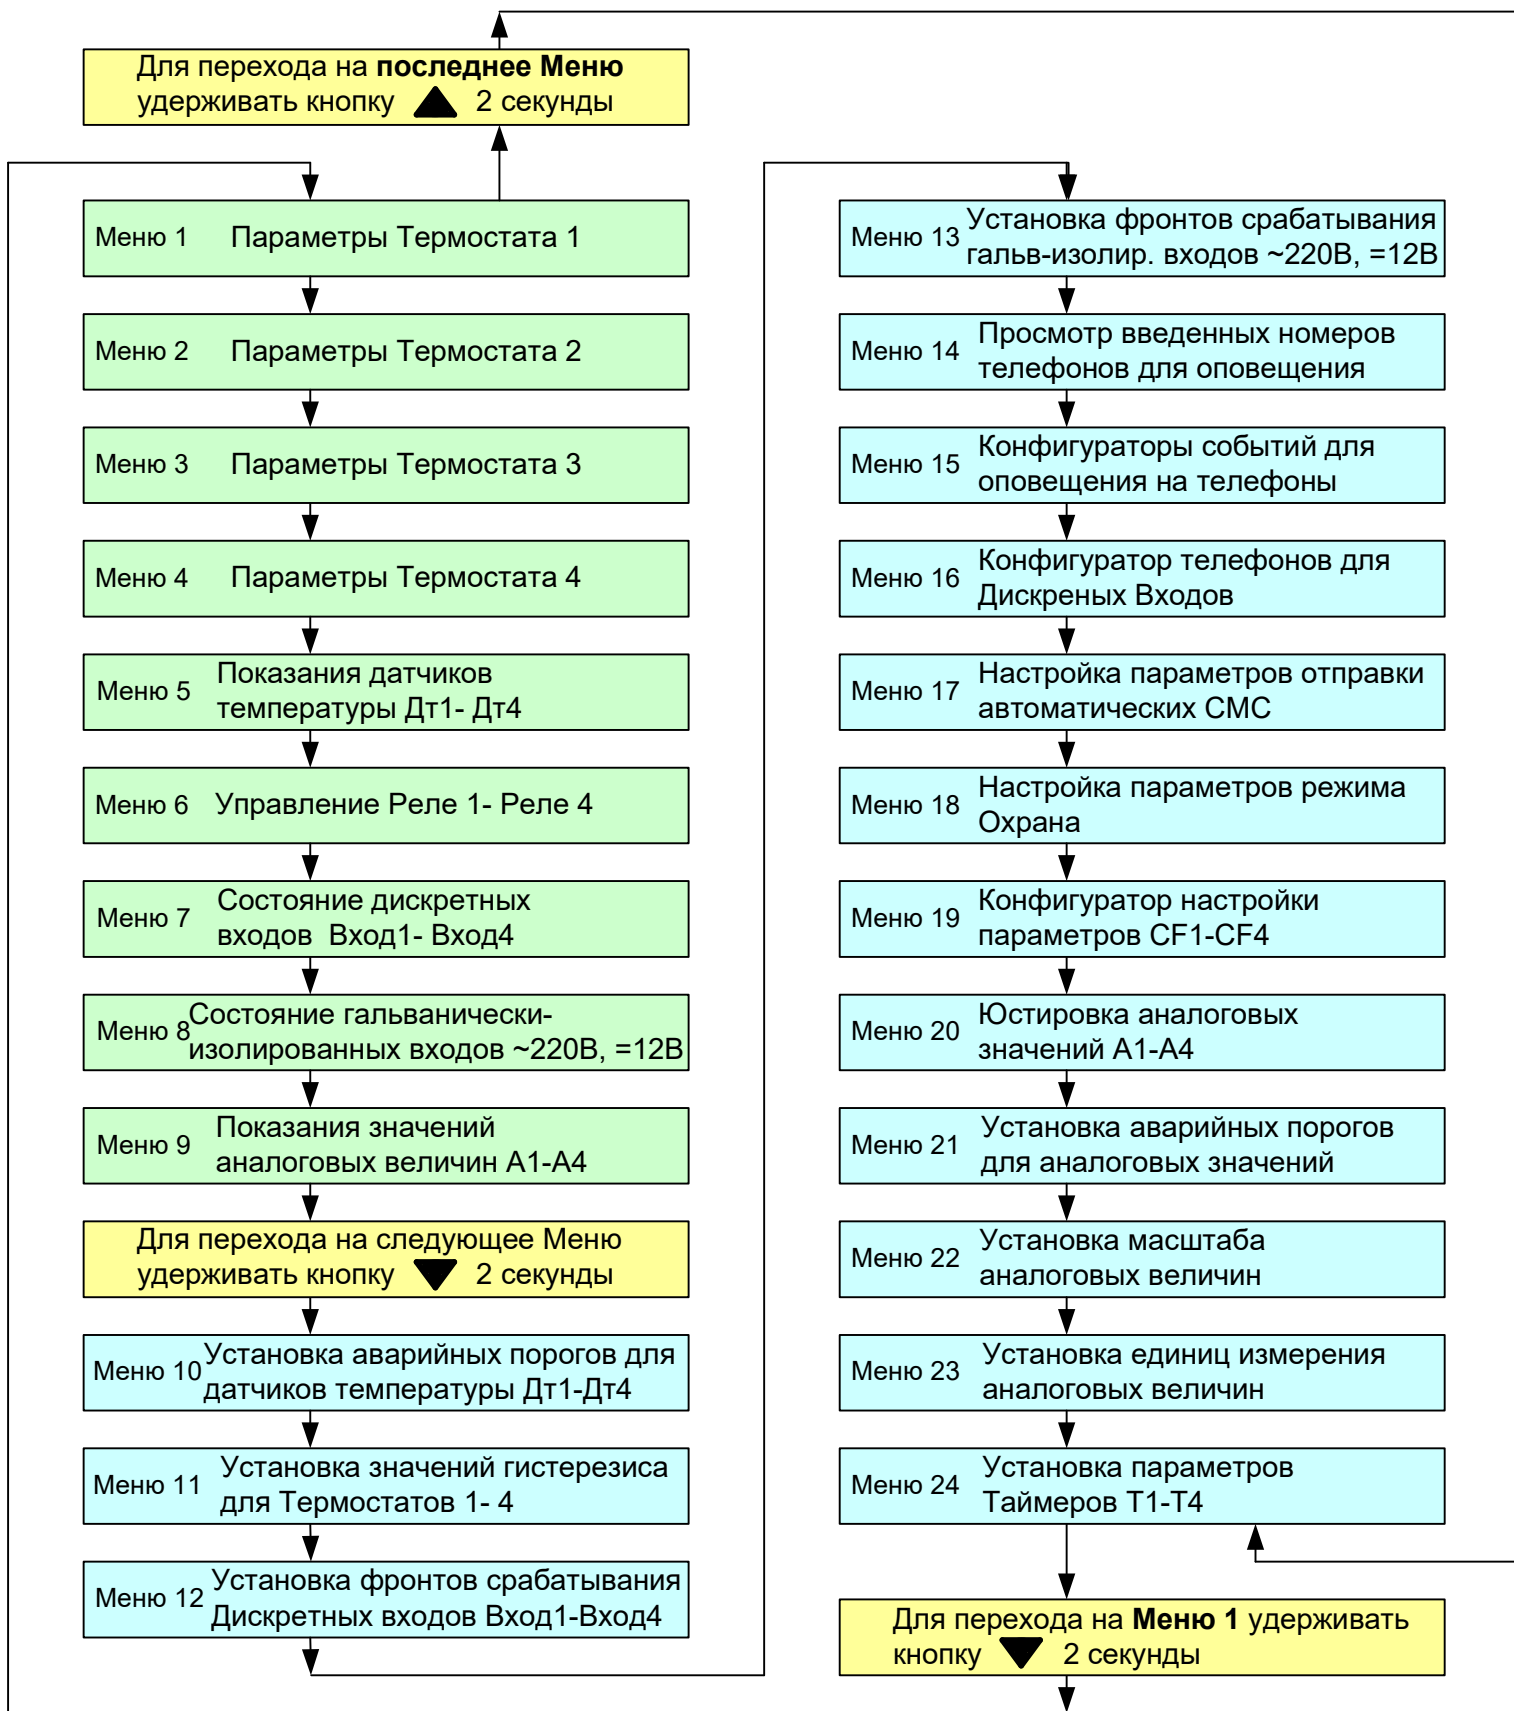 Для перехода на последнее Меню
удерживать кнопку 2 секунды
Меню 1 Параметры Термостата 1
Меню 2 Параметры Термостата 2
Меню 3 Параметры Термостата 3
Меню 4 Параметры Термостата 4
Меню 5 Показания датчиков
температуры Дт1- Дт4
Меню 6 Управление Реле 1- Реле 4
Меню 7 Состояние дискретных
входов Вход1- Вход4
Меню 8 Состояние гальванически-
изолированных входов ~220В, =12В
Меню 9 Показания значений
аналоговых величин А1-А4
Для перехода на следующее Меню
удерживать кнопку 2 секунды
Меню 10 Установка аварийных порогов для
датчиков температуры Дт1-Дт4
Меню 11 Установка значений гистерезиса
для Термостатов 1- 4
Меню 12 Установка фронтов срабатывания
Дискретных входов Вход1-Вход4
Меню 13 Установка фронтов срабатывания
гальв-изолир. входов ~220В, =12В
Меню 14 Просмотр введенных номеров
телефонов для оповещения
Меню 15 Конфигураторы событий для
оповещения на телефоны
Меню 16 Конфигуратор телефонов для
Дискреных Входов
Меню 17 Настройка параметров отправки
автоматических СМС
Меню 18 Настройка параметров режима
Охрана
Меню 19 Конфигуратор настройки
параметров CF1-CF4
Меню 20 Юстировка аналоговых
значений А1-А4
Меню 21 Установка аварийных порогов
для аналоговых значений
Меню 22 Установка масштаба
аналоговых величин
Меню 23 Установка единиц измерения
аналоговых величин
Меню 24 Установка параметров
Таймеров Т1-Т4
Для перехода на Меню 1 удерживать
кнопку 2 секунды